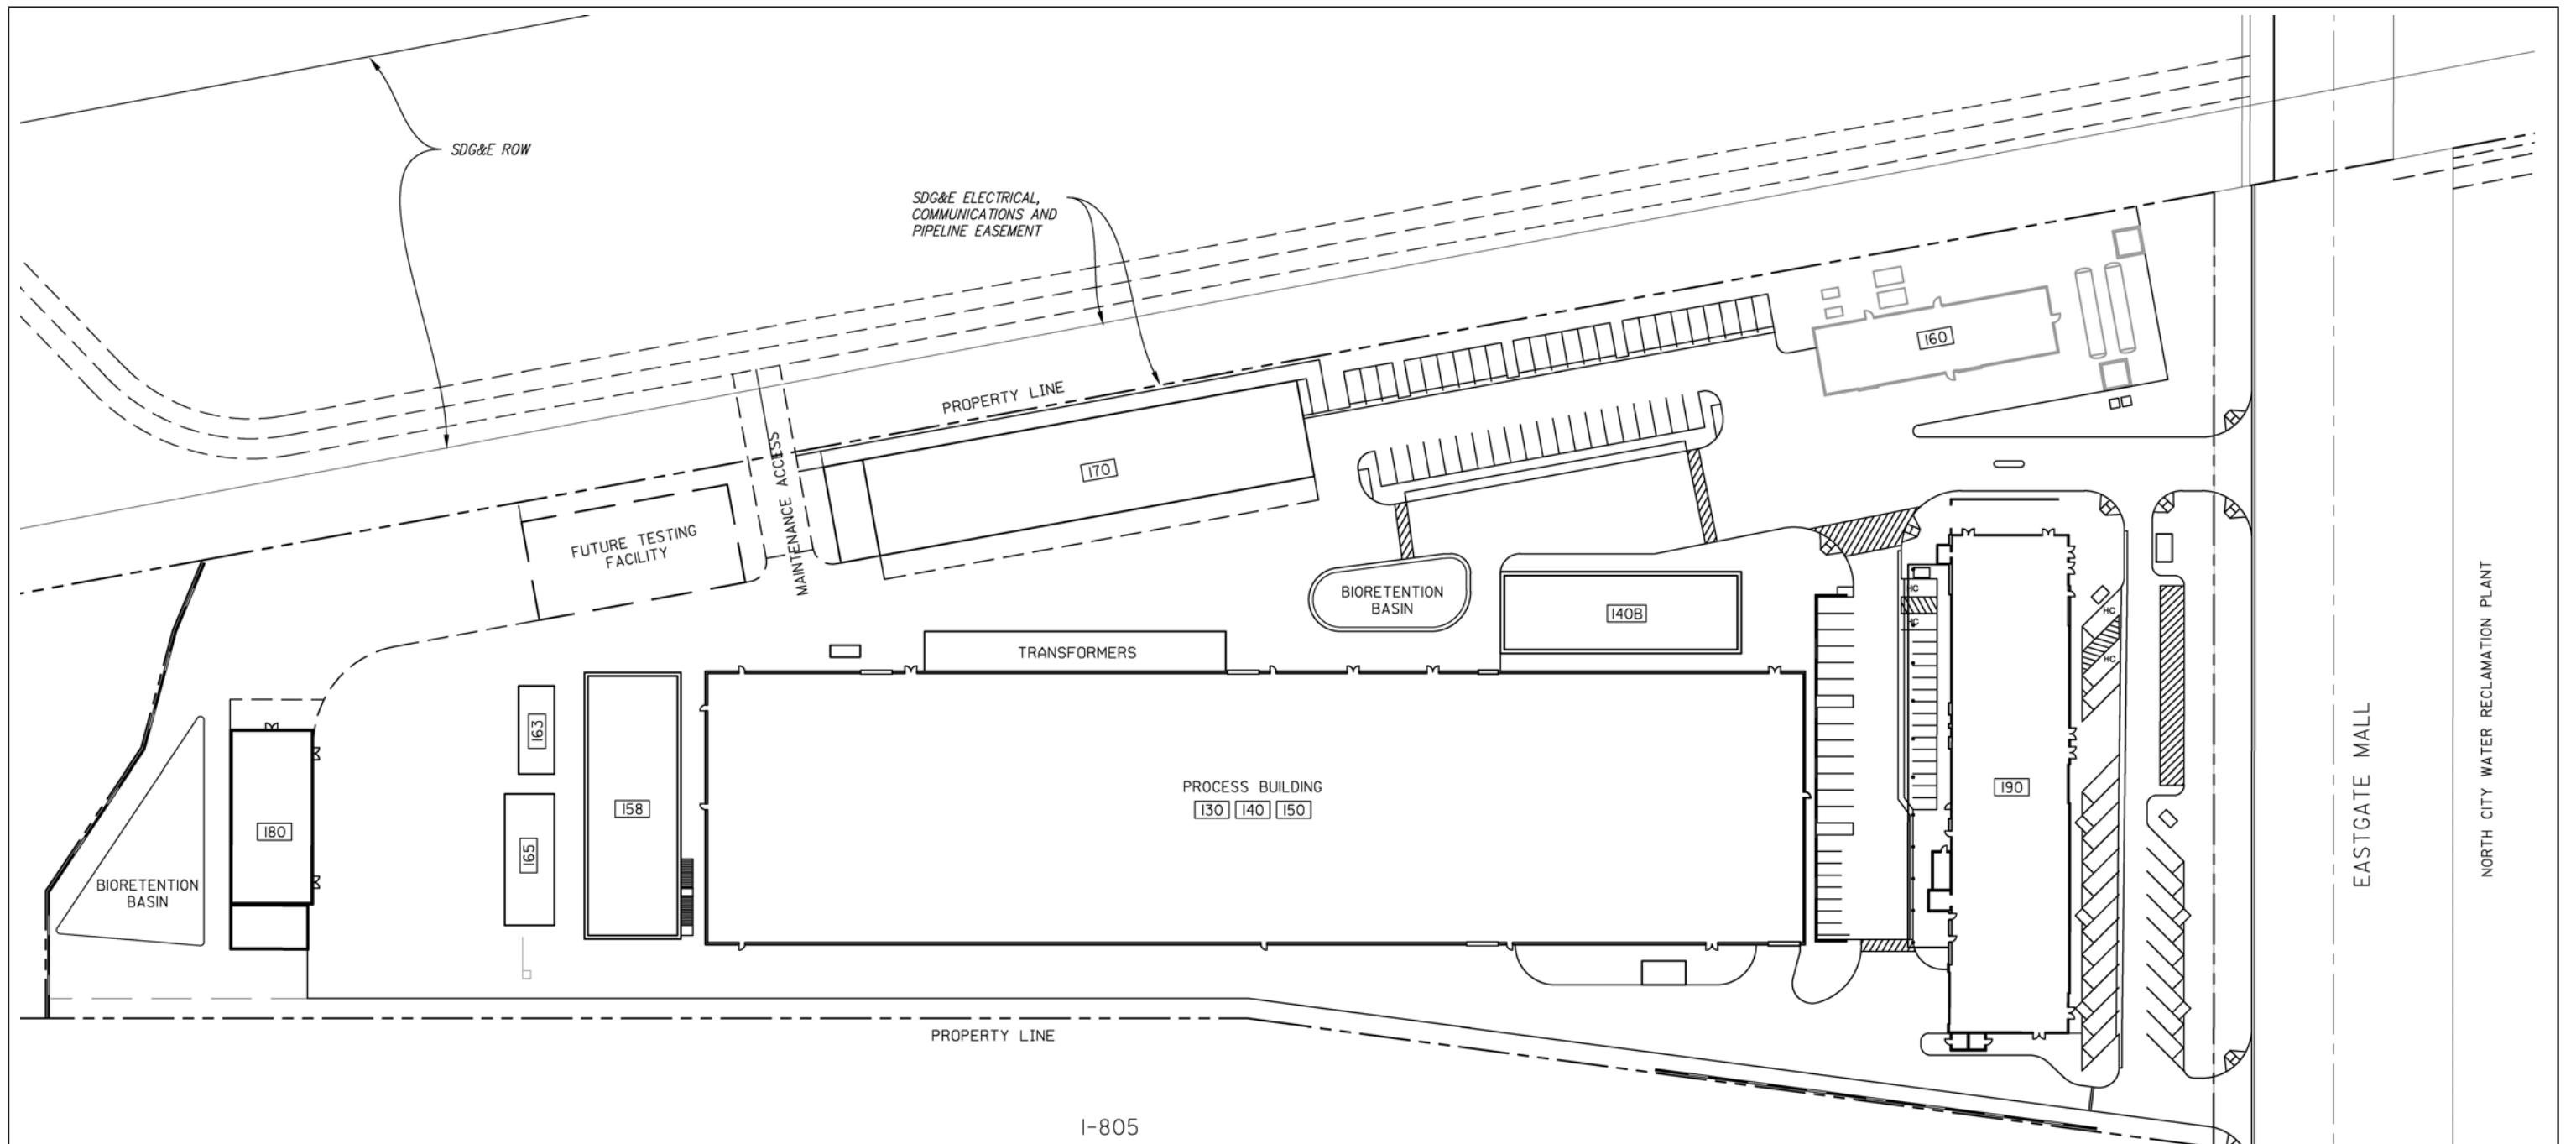 SDG&E ROW
SDG&E ELECTRICAL,
COMMUNICATIONS AND
PIPELINE EASEMENT
160
PROPERTY LINE
170
MAINTENANCE ACCESS
FUTURE TESTING
FACILITY
BIORETENTION
BASIN
140B
HC
HC
HC
HC
TRANSFORMERS
163
158
PROCESS BUILDING
130 140 150
190
180
165
BIORETENTION
BASIN
EASTGATE MALL
NORTH CITY WATER RECLAMATION PLANT
PROPERTY LINE
I-805